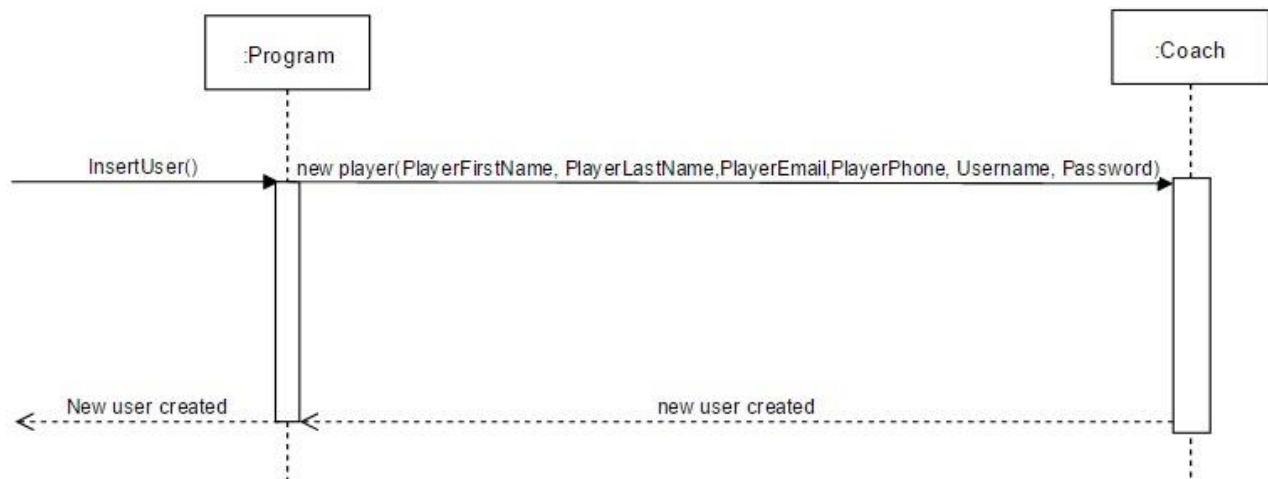 :Program
:Coach
InsertUser()
new player(PlayerFirstName, PlayerLastName,PlayerEmail,PlayerPhone, Username, Password)
New user created
new user created